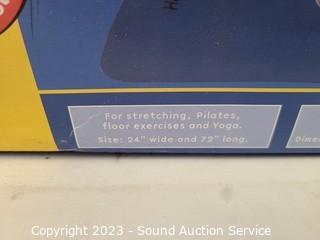 For stretching, Pilates,
floor exercises and Yoga.
Size: 24" wide and 72" long.
Copyright 2023 - Sound Auction Service